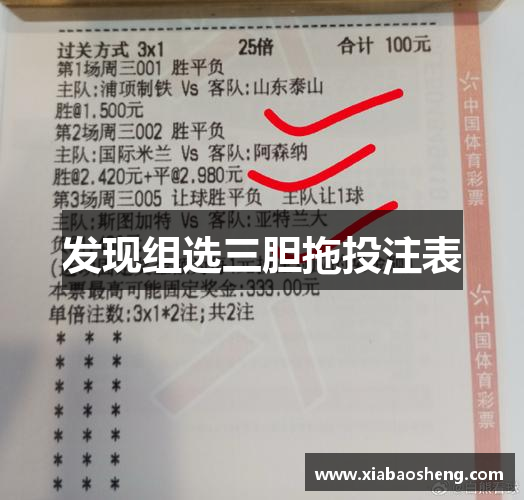 过关方式 3x1 25倍 合计 100元
第1场周三001 胜平负
主队:浦项制铁 Vs 客队:山东泰山
胜@1.500元
第2场周三002 胜平负
主队:国际米兰 Vs 客队:阿森纳
胜@2.420元+平@2.980元
第3场周三005 让球胜平负 主队让1球
主队:斯图加特 Vs 客队:亚特兰大
发现组选三胆拖投注表
本票最高可能固定奖金:333.00元
单倍注数:3x1*2注;共2注
* * *
* * *
* * *
* * *
* * *
* * *
* * *
中国体育彩票
中国体育彩票
www.xiabaosheng.com